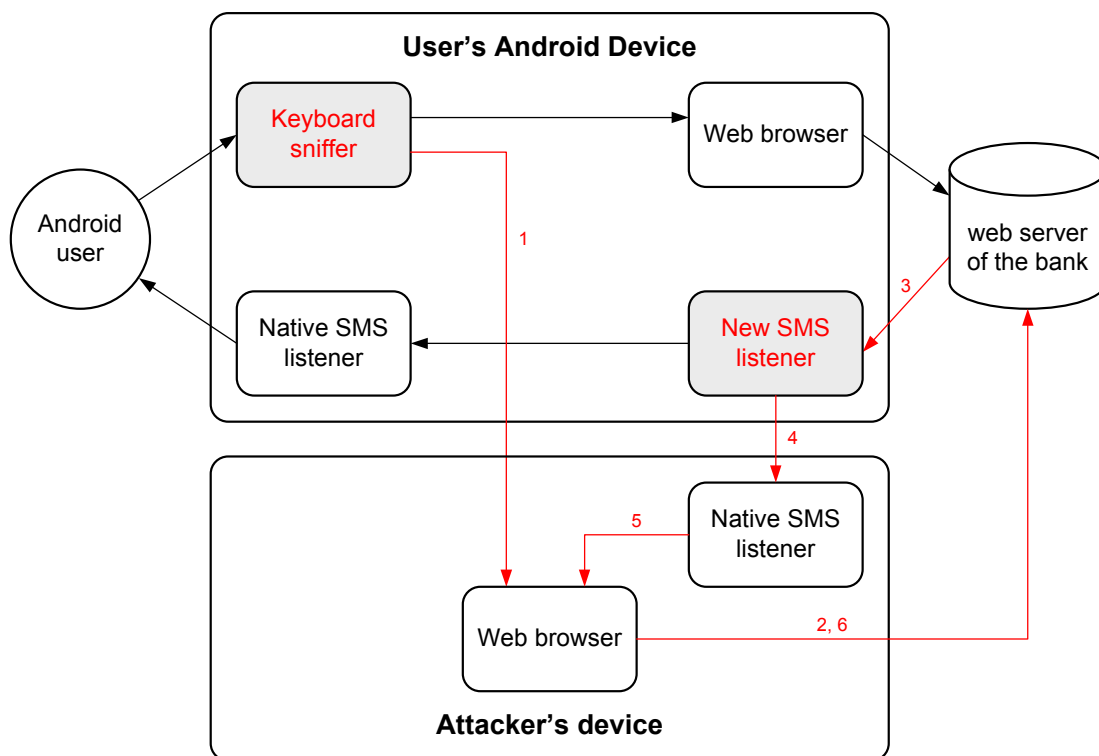 User’s Android Device
Keyboard
sniffer
Web browser
Android
user
1
web server
of the bank
3
Native SMS
listener
New SMS
listener
4
Native SMS
listener
5
Web browser
2, 6
Attacker’s device